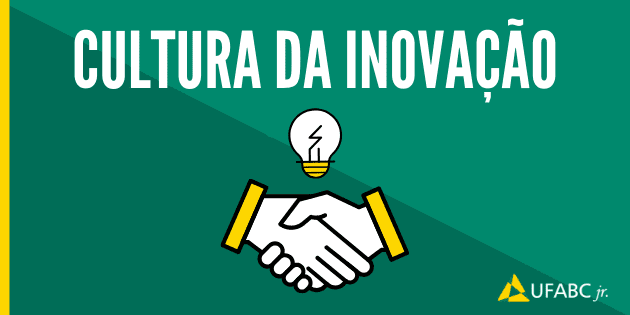 CULTURA DA INOVAÇÃO
UFABC jr.